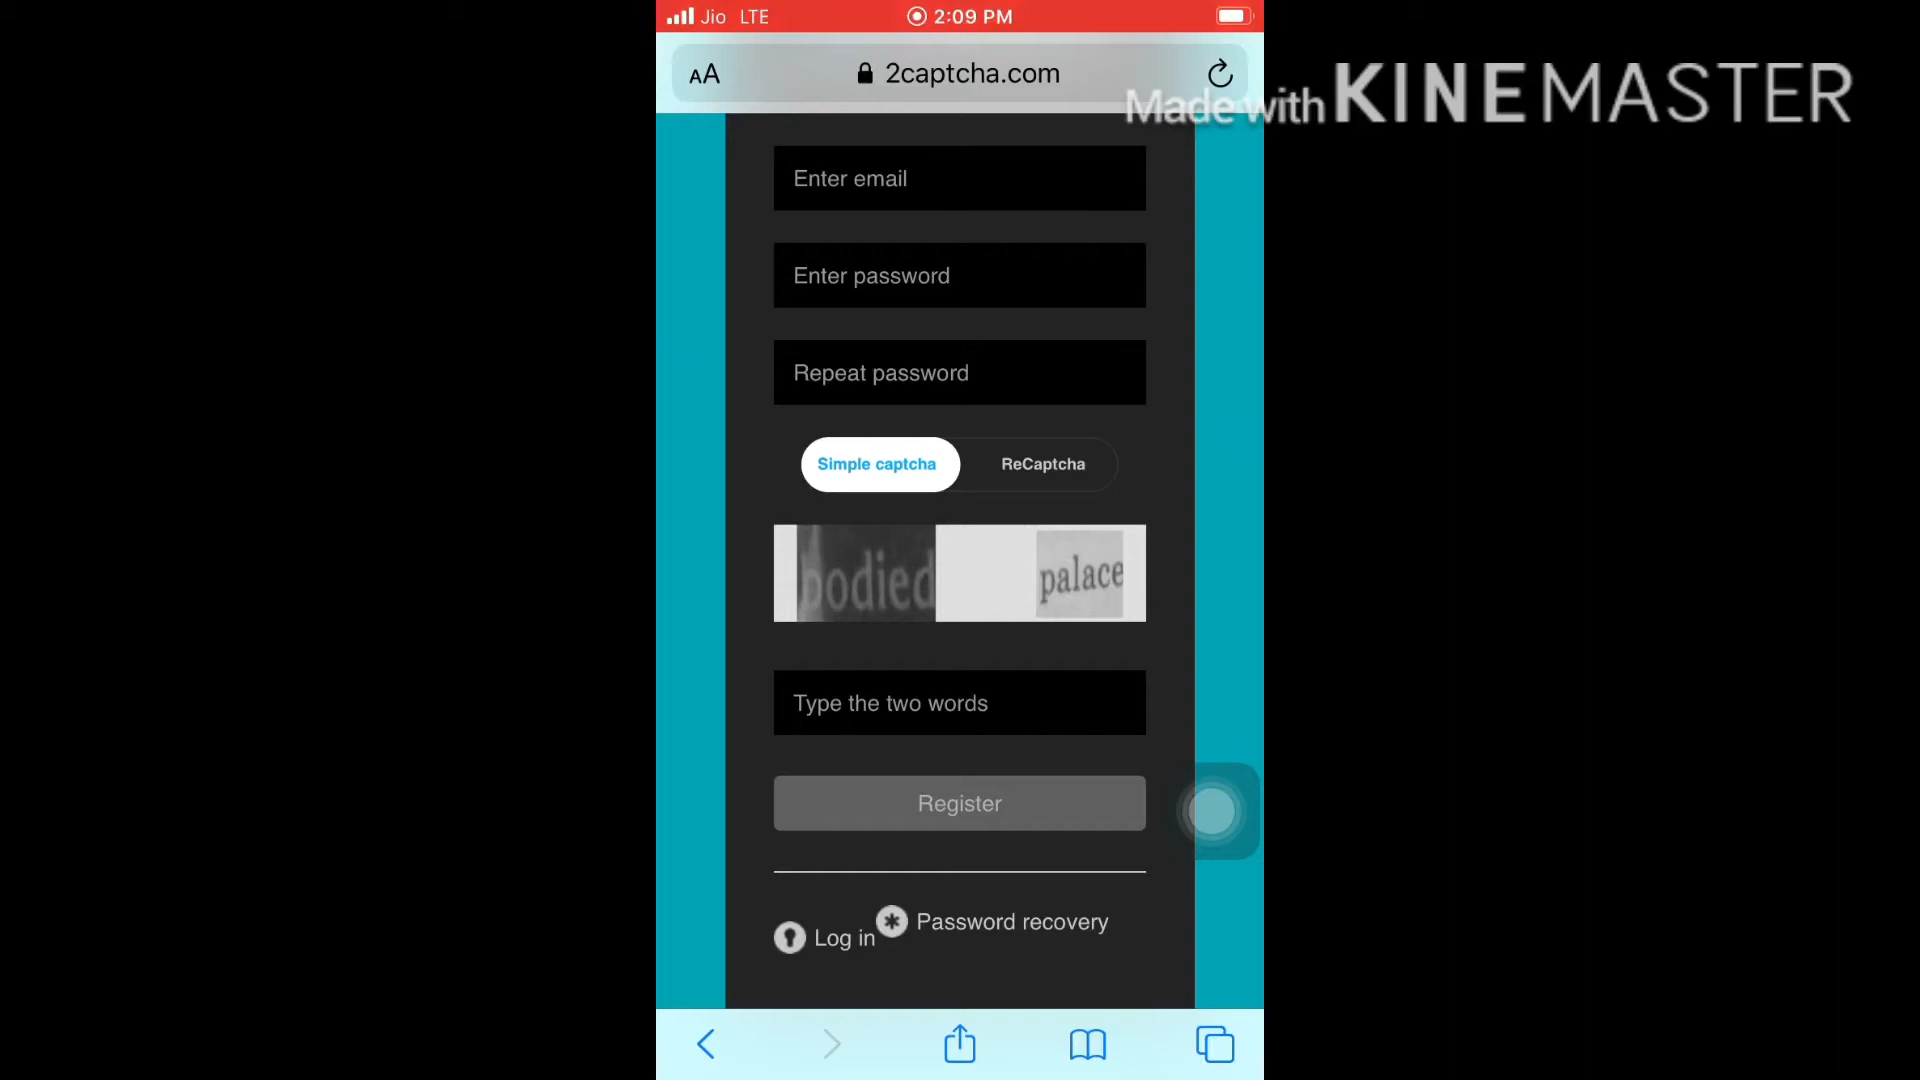 Jio LTE 2:09 PM
AA 2captcha.com
Made with KINEMASTER
Enter email
Enter password
Repeat password
Simple captcha ReCaptcha
bodied palace
Type the two words
Register
Log in Password recovery